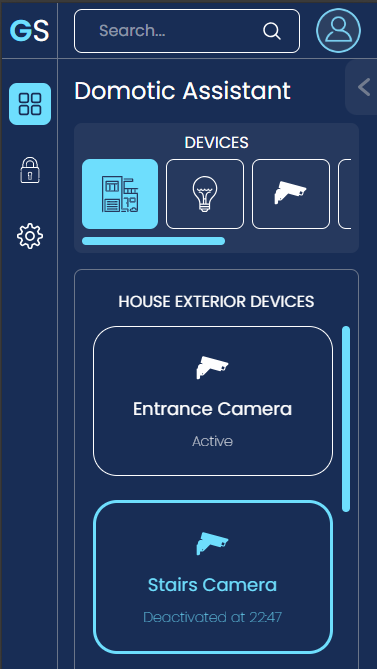 GS
Search...
Domotic Assistant
DEVICES
HOUSE EXTERIOR DEVICES
Entrance Camera
Active
Stairs Camera
Deactivated at 22:47